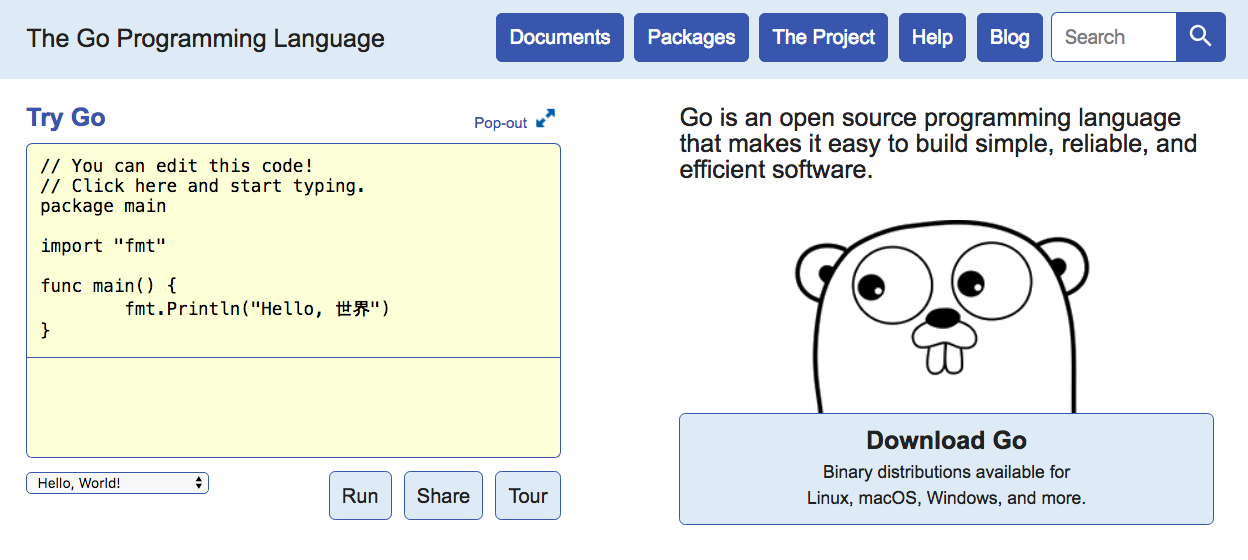 The Go Programming Language
Documents
Packages
The Project
Help
Blog
Search
Try Go
Pop-out
// You can edit this code!
// Click here and start typing.
package main
import "fmt"
func main() {
	fmt.Println("Hello, 世界")
}
Hello, World!
Run
Share
Tour
Go is an open source programming language
that makes it easy to build simple, reliable, and
efficient software.
Download Go
Binary distributions available for
Linux, macOS, Windows, and more.